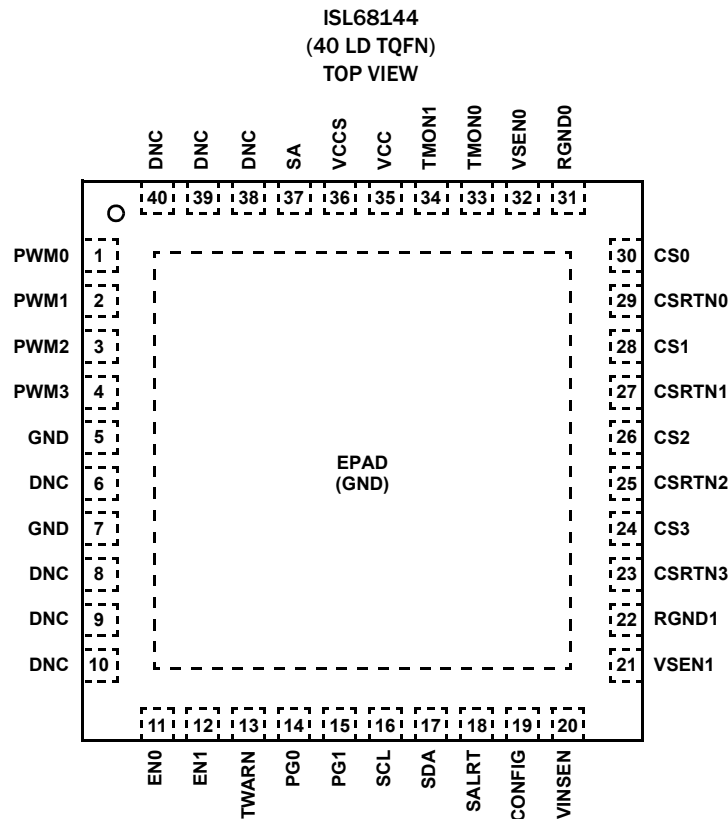 ISL68144
(40 LD TQFN)
TOP VIEW
DNC
DNC
DNC
SA
VCCS
VCC
TMON1
TMON0
VSEN0
RGND0
40 39 38 37 36 35 34 33 32 31
PWM0 1 30 CS0
PWM1 2 29 CSRTN0
PWM2 3 28 CS1
PWM3 4 27 CSRTN1
GND 5 26 CS2
DNC 6 25 CSRTN2
GND 7 24 CS3
DNC 8 23 CSRTN3
DNC 9 22 RGND1
DNC 10 21 VSEN1
EPAD
(GND)
11 12 13 14 15 16 17 18 19 20
EN0
EN1
TWARN
PG0
PG1
SCL
SDA
SALRT
CONFIG
VINSEN